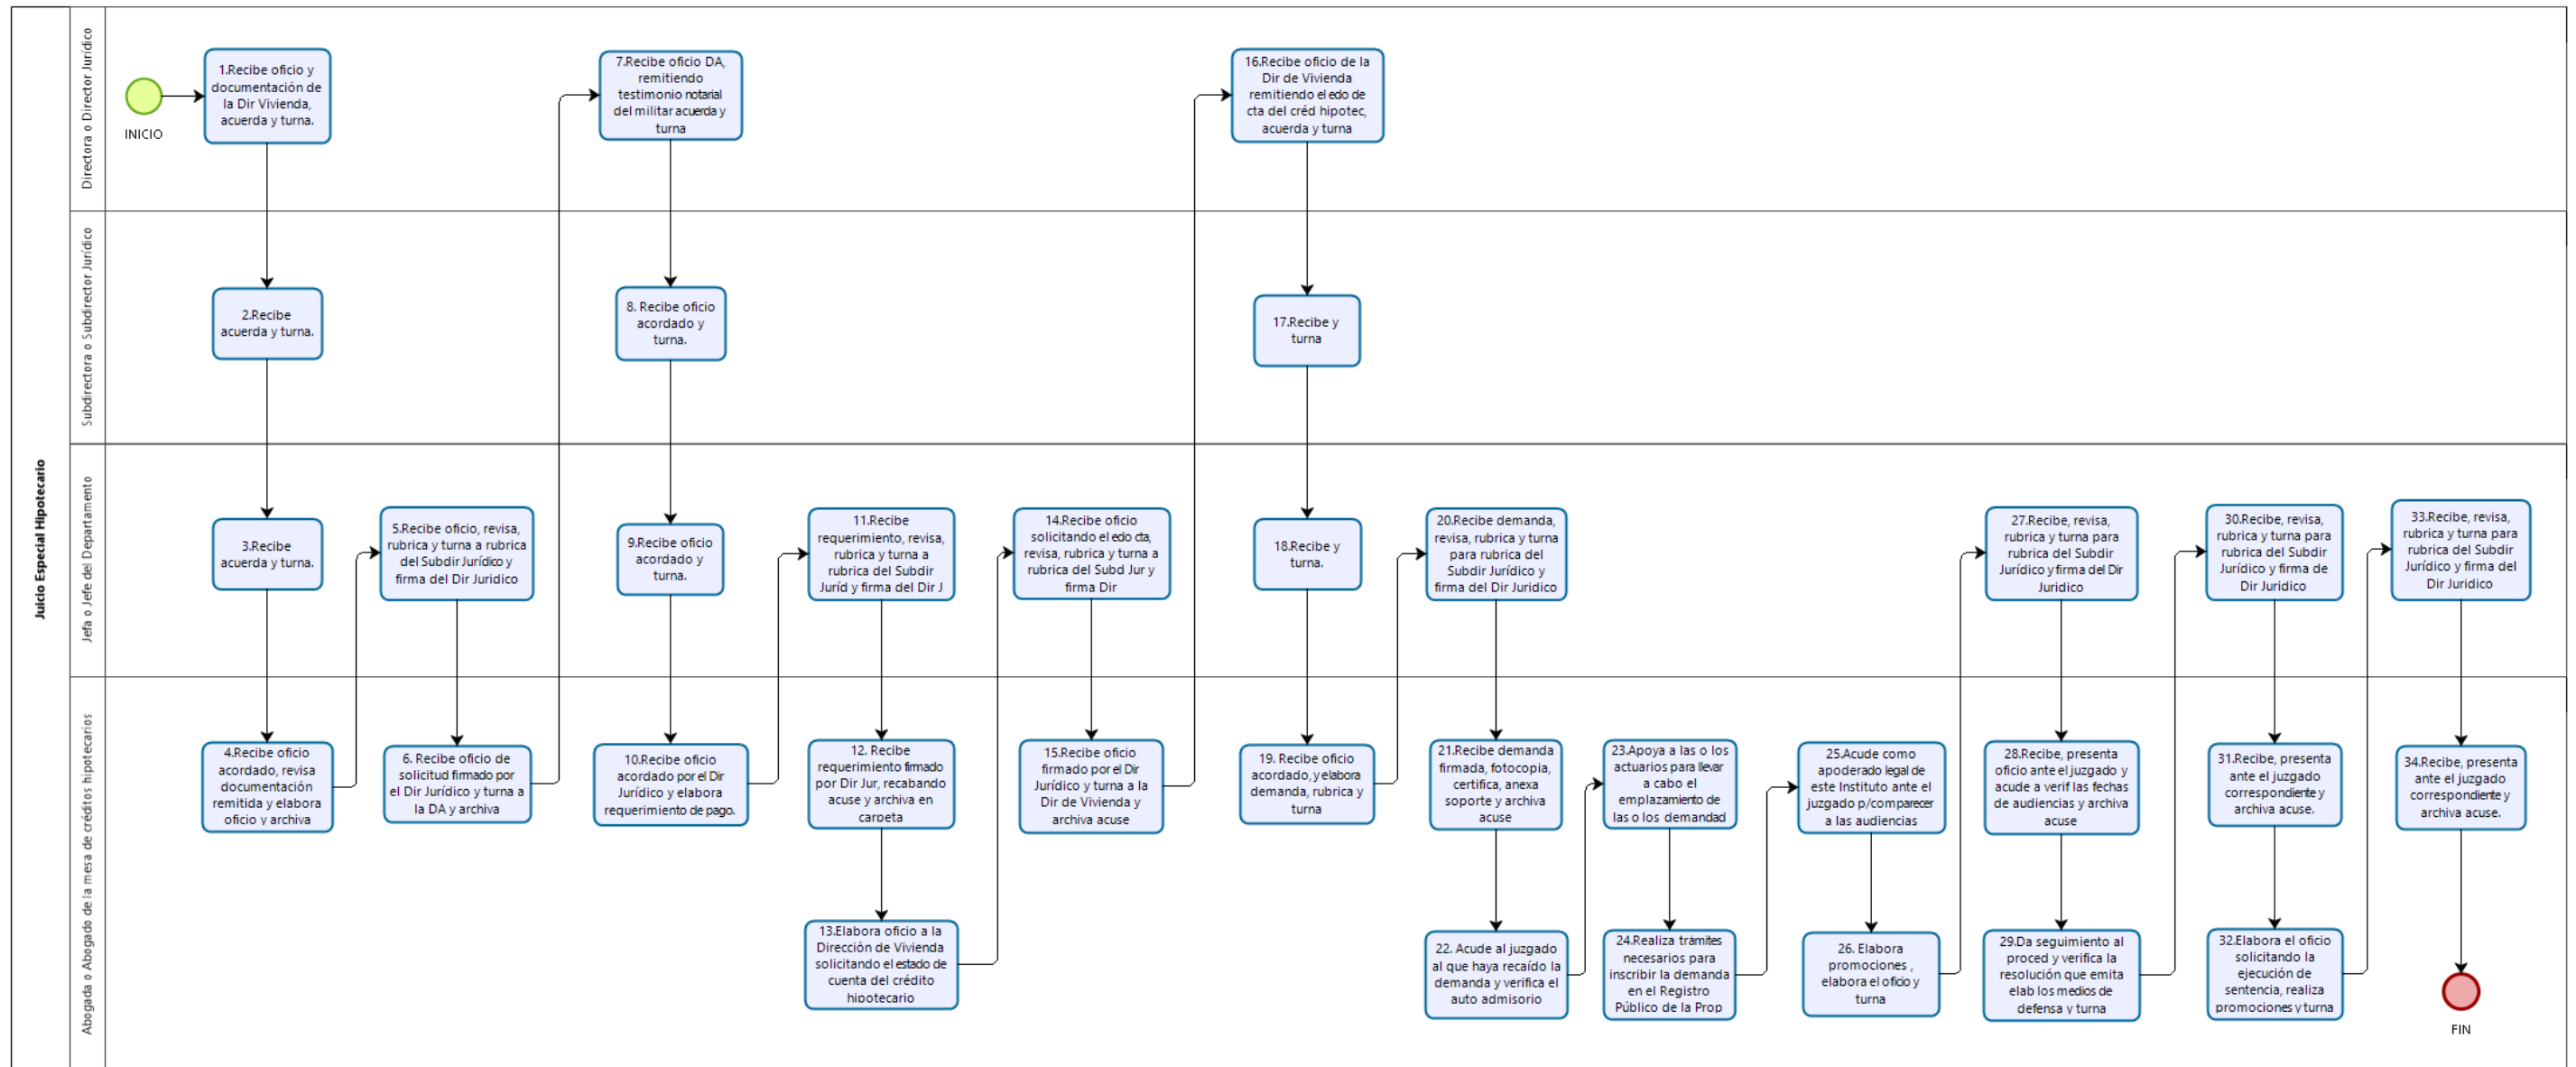 Juicio Especial Hipotecario
Directora o Director Jurídico
INICIO
1.Recibe oficio y
documentación de
la Dir Vivienda,
acuerda y turna.
7.Recibe oficio DA,
remitiendo
testimonio notarial
del militar acuerda y
turna
16.Recibe oficio de la
Dir de Vivienda
remitiendo el edo de
cta del créd hipotec,
acuerda y turna
Subdirectora o Subdirector Jurídico
2.Recibe
acuerda y turna.
8. Recibe oficio
acordado y
turna.
17.Recibe y
turna
Jefa o Jefe del Departamento
3.Recibe
acuerda y turna.
5.Recibe oficio, revisa,
rubrica y turna a rubrica
del Subdir Jurídico y
firma del Dir Juridico
9.Recibe oficio
acordado y
turna.
11.Recibe
requerimiento, revisa,
rubrica y turna a
rubrica del Subdir
Juríd y firma del Dir J
14.Recibe oficio
solicitando el edo cta,
revisa, rubrica y turna a
rubrica del Subd Jur y
firma Dir
18.Recibe y
turna.
20.Recibe demanda,
revisa, rubrica y turna
para rubrica del
Subdir Jurídico y
firma del Dir Juridico
27.Recibe, revisa,
rubrica y turna para
rubrica del Subdir
Jurídico y firma del Dir
Juridico
30.Recibe, revisa,
rubrica y turna para
rubrica del Subdir
Jurídico y firma de
Dir Juridico
33.Recibe, revisa,
rubrica y turna para
rubrica del Subdir
Jurídico y firma del
Dir Juridico
Abogada o Abogado de la mesa de créditos hipotecarios
4.Recibe oficio
acordado, revisa
documentación
remitida y elabora
oficio y archiva
6. Recibe oficio de
solicitud firmado por
el Dir Jurídico y turna a
la DA y archiva
10.Recibe oficio
acordado por el Dir
Jurídico y elabora
requerimiento de pago.
12. Recibe
requerimiento firmado
por Dir Jur, recabando
acuse y archiva en
carpeta
13.Elabora oficio a la
Dirección de Vivienda
solicitando el estado de
cuenta del crédito
hipotecario
15.Recibe oficio
firmado por el Dir
Jurídico y turna a la
Dir de Vivienda y
archiva acuse
19. Recibe oficio
acordado, y elabora
demanda, rubrica y
turna
21.Recibe demanda
firmada, fotocopia,
certifica, anexa
soporte y archiva
acuse
22. Acude al juzgado
al que haya recaído la
demanda y verifica el
auto admisorio
23.Apoya a las o los
actuarios para llevar
a cabo el
emplazamiento de
las o los demandad
24.Realiza trámites
necesarios para
inscribir la demanda
en el Registro
Público de la Prop
25.Acude como
apoderado legal de
este Instituto ante el
juzgado p/comparecer
a las audiencias
26. Elabora
promociones ,
elabora el oficio y
turna
28.Recibe, presenta
oficio ante el juzgado y
acude a verif las fechas
de audiencias y archiva
acuse
29.Da seguimiento al
proced y verifica la
resolución que emita
elab los medios de
defensa y turna
31.Recibe, presenta
ante el juzgado
correspondiente y
archiva acuse.
32.Elabora el oficio
solicitando la
ejecución de
sentencia, realiza
promociones y turna
34.Recibe, presenta
ante el juzgado
correspondiente y
archiva acuse.
FIN